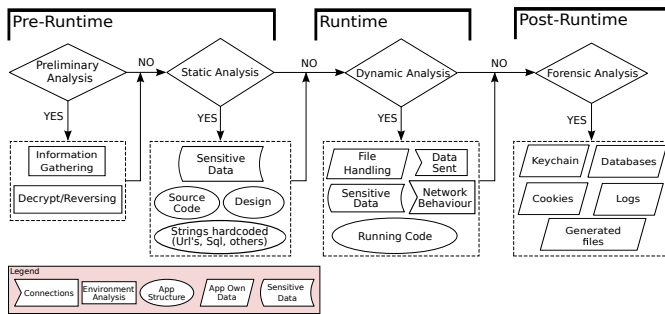 Pre-Runtime
Runtime
Post-Runtime
Preliminary
Analysis
NO
Static Analysis
NO
Dynamic Analysis
NO
Forensic Analysis
YES
YES
YES
YES
Information
Gathering
Decrypt/Reversing
Sensitive
Data
Source
Code
Design
Strings hardcoded
(Url's, Sql, others)
File
Handling
Data
Sent
Sensitive
Data
Network
Behaviour
Running Code
Keychain
Databases
Cookies
Logs
Generated
files
Legend
Connections
Environment
Analysis
App
Structure
App Own
Data
Sensitive
Data